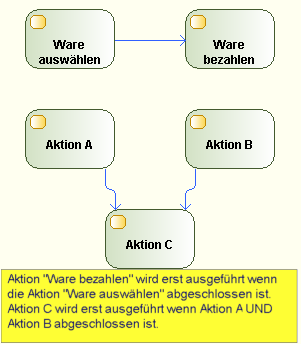 Ware
auswählen
Ware
bezahlen
Aktion A
Aktion B
Aktion C
Aktion "Ware bezahlen" wird erst ausgeführt wenn
die Aktion "Ware auswählen" abgeschlossen ist.
Aktion C wird erst ausgeführt wenn Aktion A UND
Aktion B abgeschlossen ist.